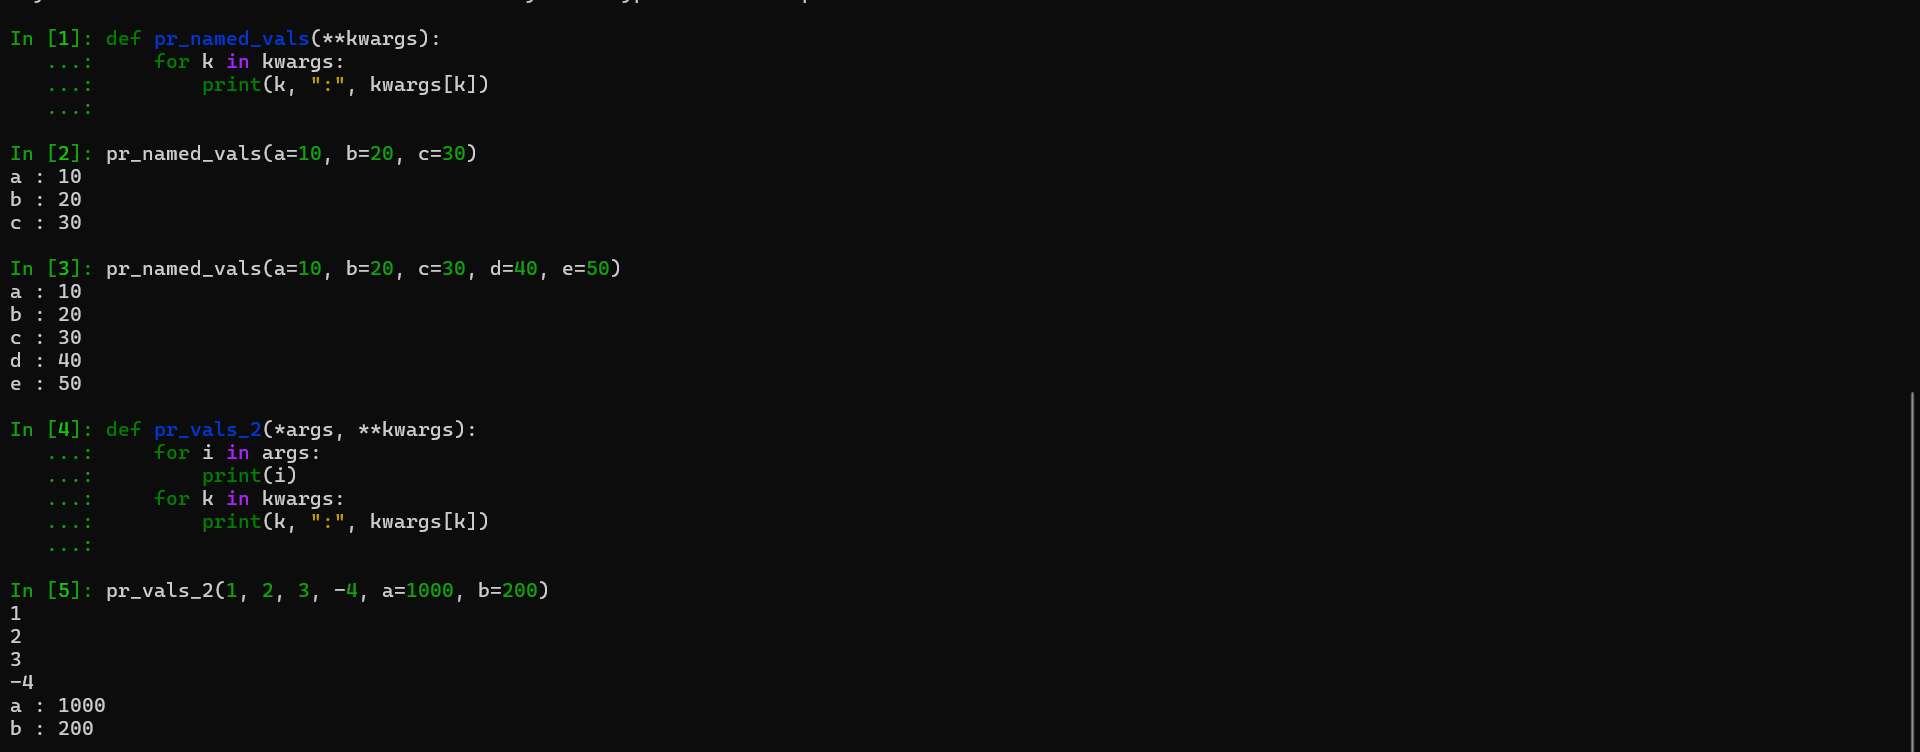 In [1]: def pr_named_vals(**kwargs):
   ...:     for k in kwargs:
   ...:         print(k, ":", kwargs[k])
   ...:
In [2]: pr_named_vals(a=10, b=20, c=30)
a : 10
b : 20
c : 30
In [3]: pr_named_vals(a=10, b=20, c=30, d=40, e=50)
a : 10
b : 20
c : 30
d : 40
e : 50
In [4]: def pr_vals_2(*args, **kwargs):
   ...:     for i in args:
   ...:         print(i)
   ...:     for k in kwargs:
   ...:         print(k, ":", kwargs[k])
   ...:
In [5]: pr_vals_2(1, 2, 3, -4, a=1000, b=200)
1
2
3
-4
a : 1000
b : 200